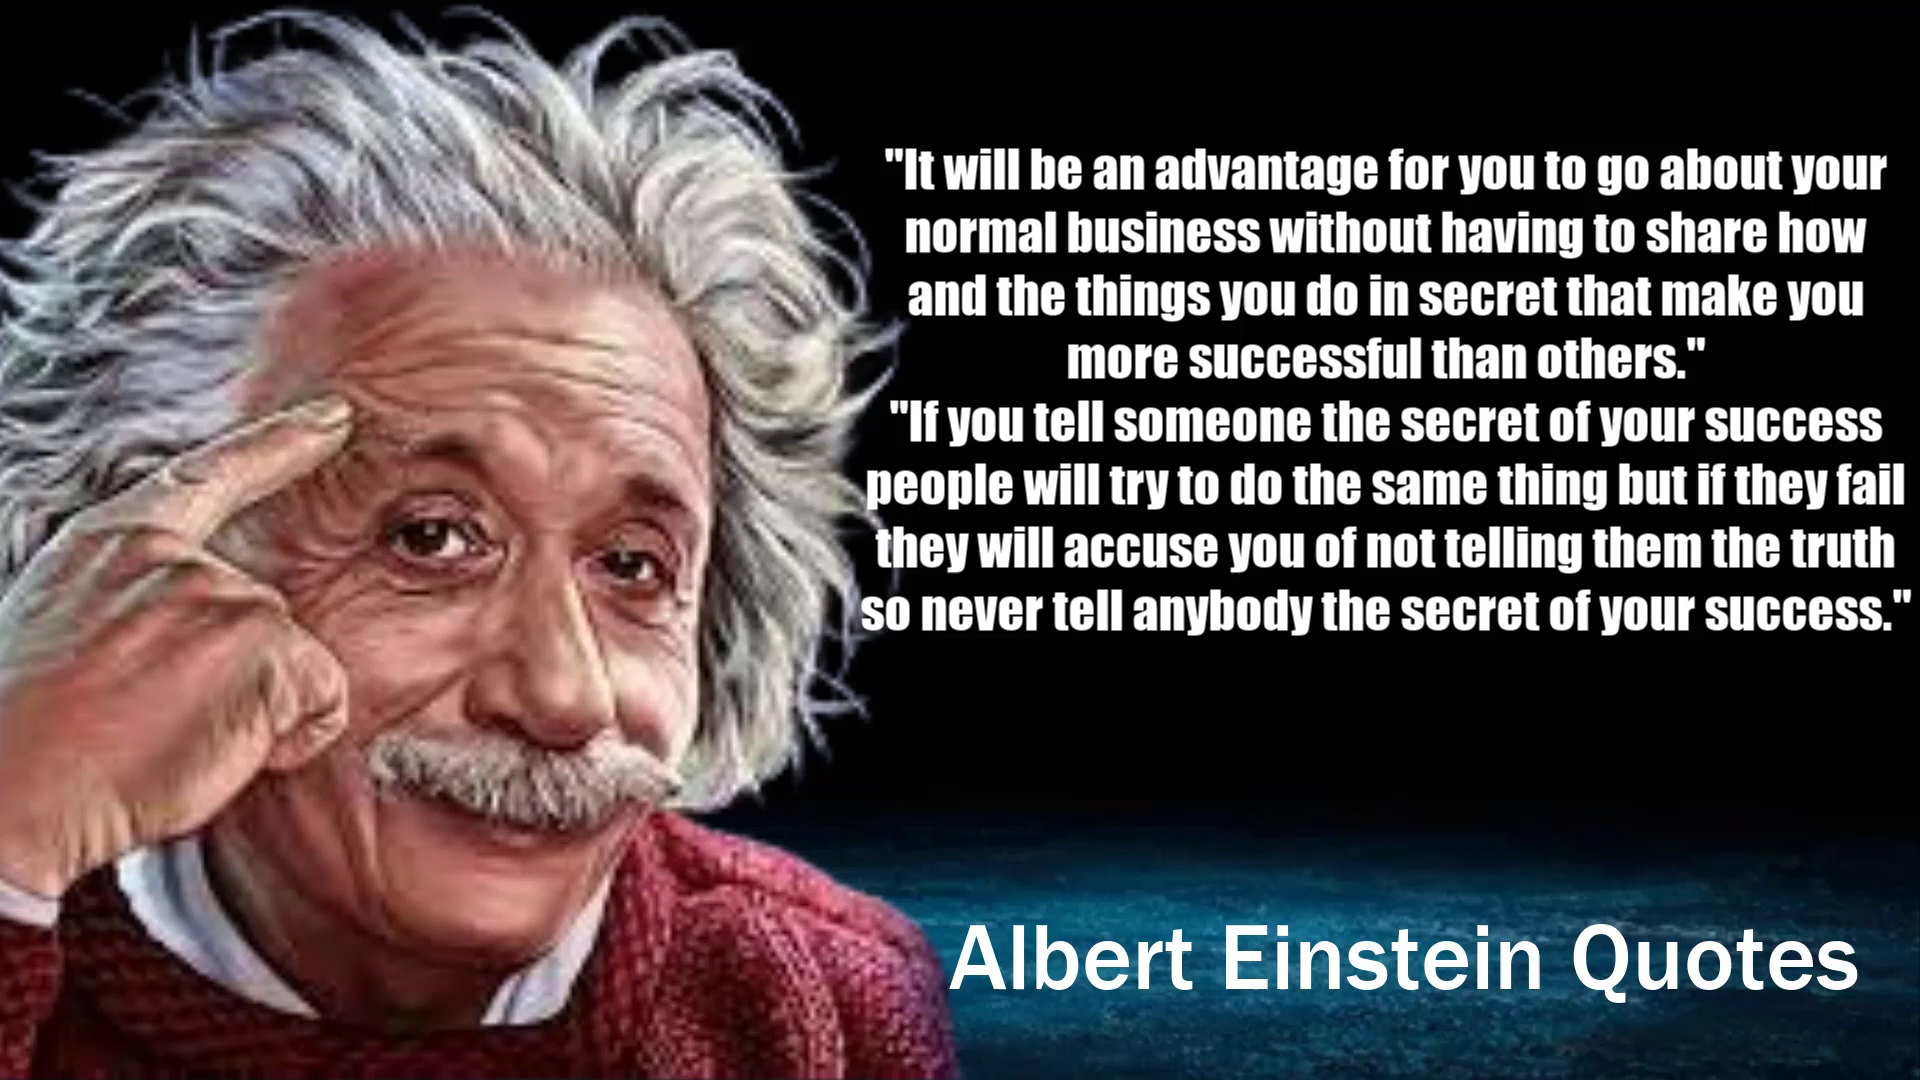 "It will be an advantage for you to go about your
normal business without having to share how
and the things you do in secret that make you
more successful than others."
"If you tell someone the secret of your success
people will try to do the same thing but if they fail
they will accuse you of not telling them the truth
so never tell anybody the secret of your success."
Albert Einstein Quotes